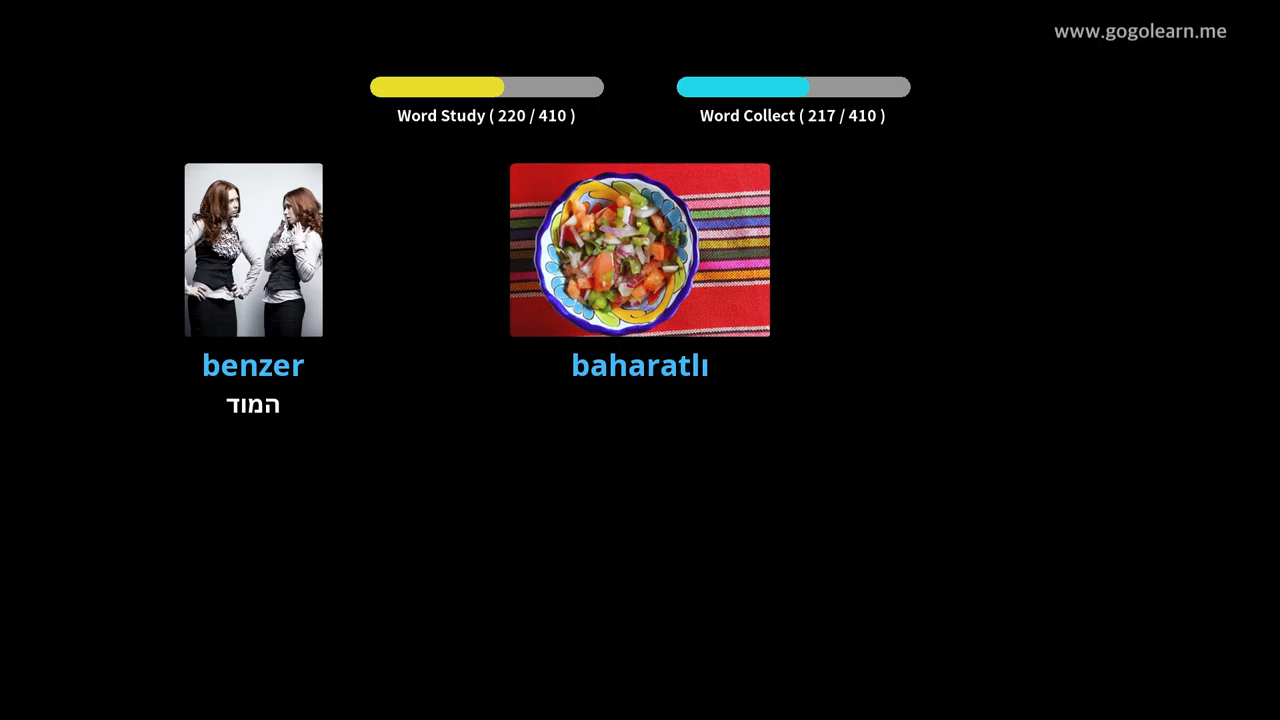 www.gogolearn.me
Word Study ( 220 / 410 )
Word Collect ( 217 / 410 )
benzer
baharatlı
המוד